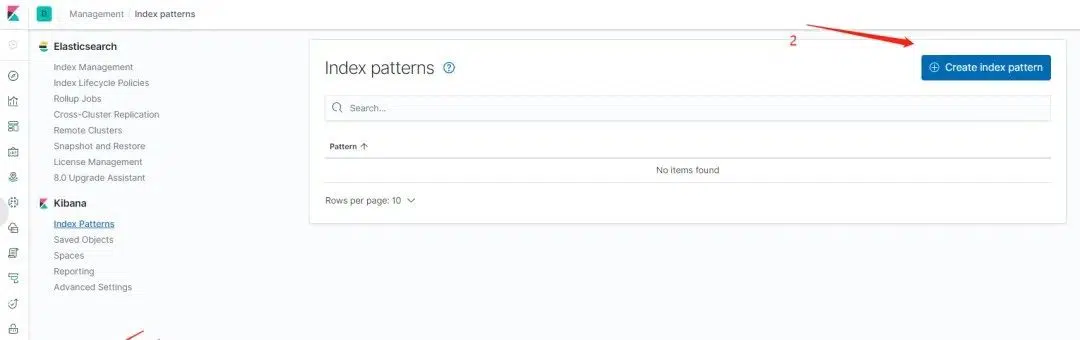 D Management / Index patterns
2
Elasticsearch
Index Management
Index Lifecycle Policies
Rollup Jobs
Cross-Cluster Replication
Remote Clusters
Snapshot and Restore
License Management
8.0 Upgrade Assistant
Kibana
Index Patterns
Saved Objects
Spaces
Reporting
Advanced Settings
Index patterns ?
Create index pattern
Search...
Pattern ↑
No items found
Rows per page: 10